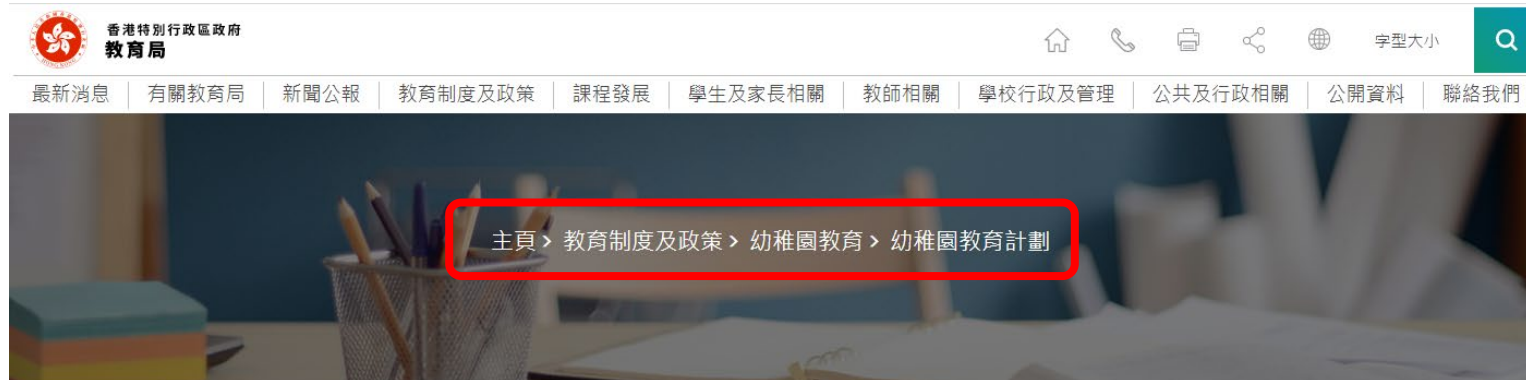 香港特別行政區政府
教育局
字型大小
最新消息 有關教育局 新聞公報 教育制度及政策 課程發展 學生及家長相關 教師相關 學校行政及管理 公共及行政相關 公開資料 聯絡我們
主頁 > 教育制度及政策 > 幼稚園教育 > 幼稚園教育計劃